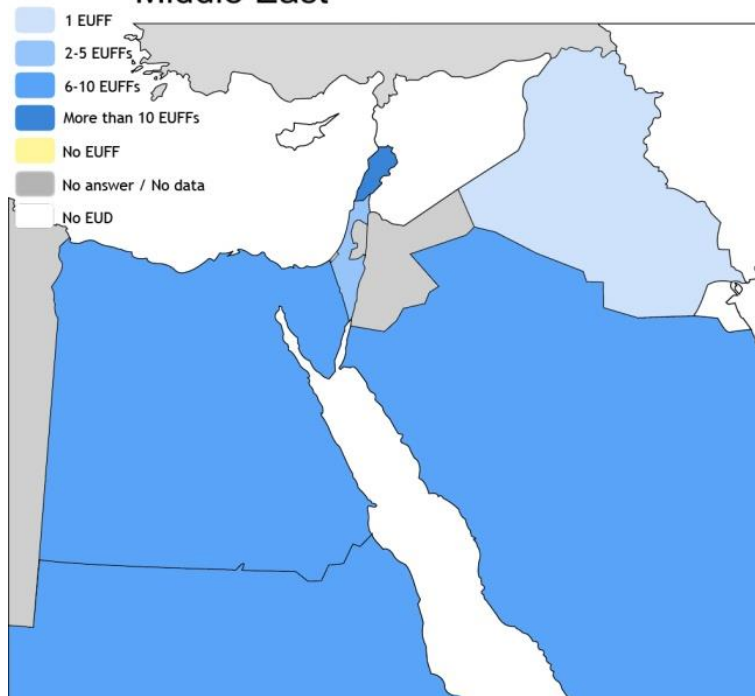 Middle East
1 EUFF
2-5 EUFFs
6-10 EUFFs
More than 10 EUFFs
No EUFF
No answer / No data
No EUD